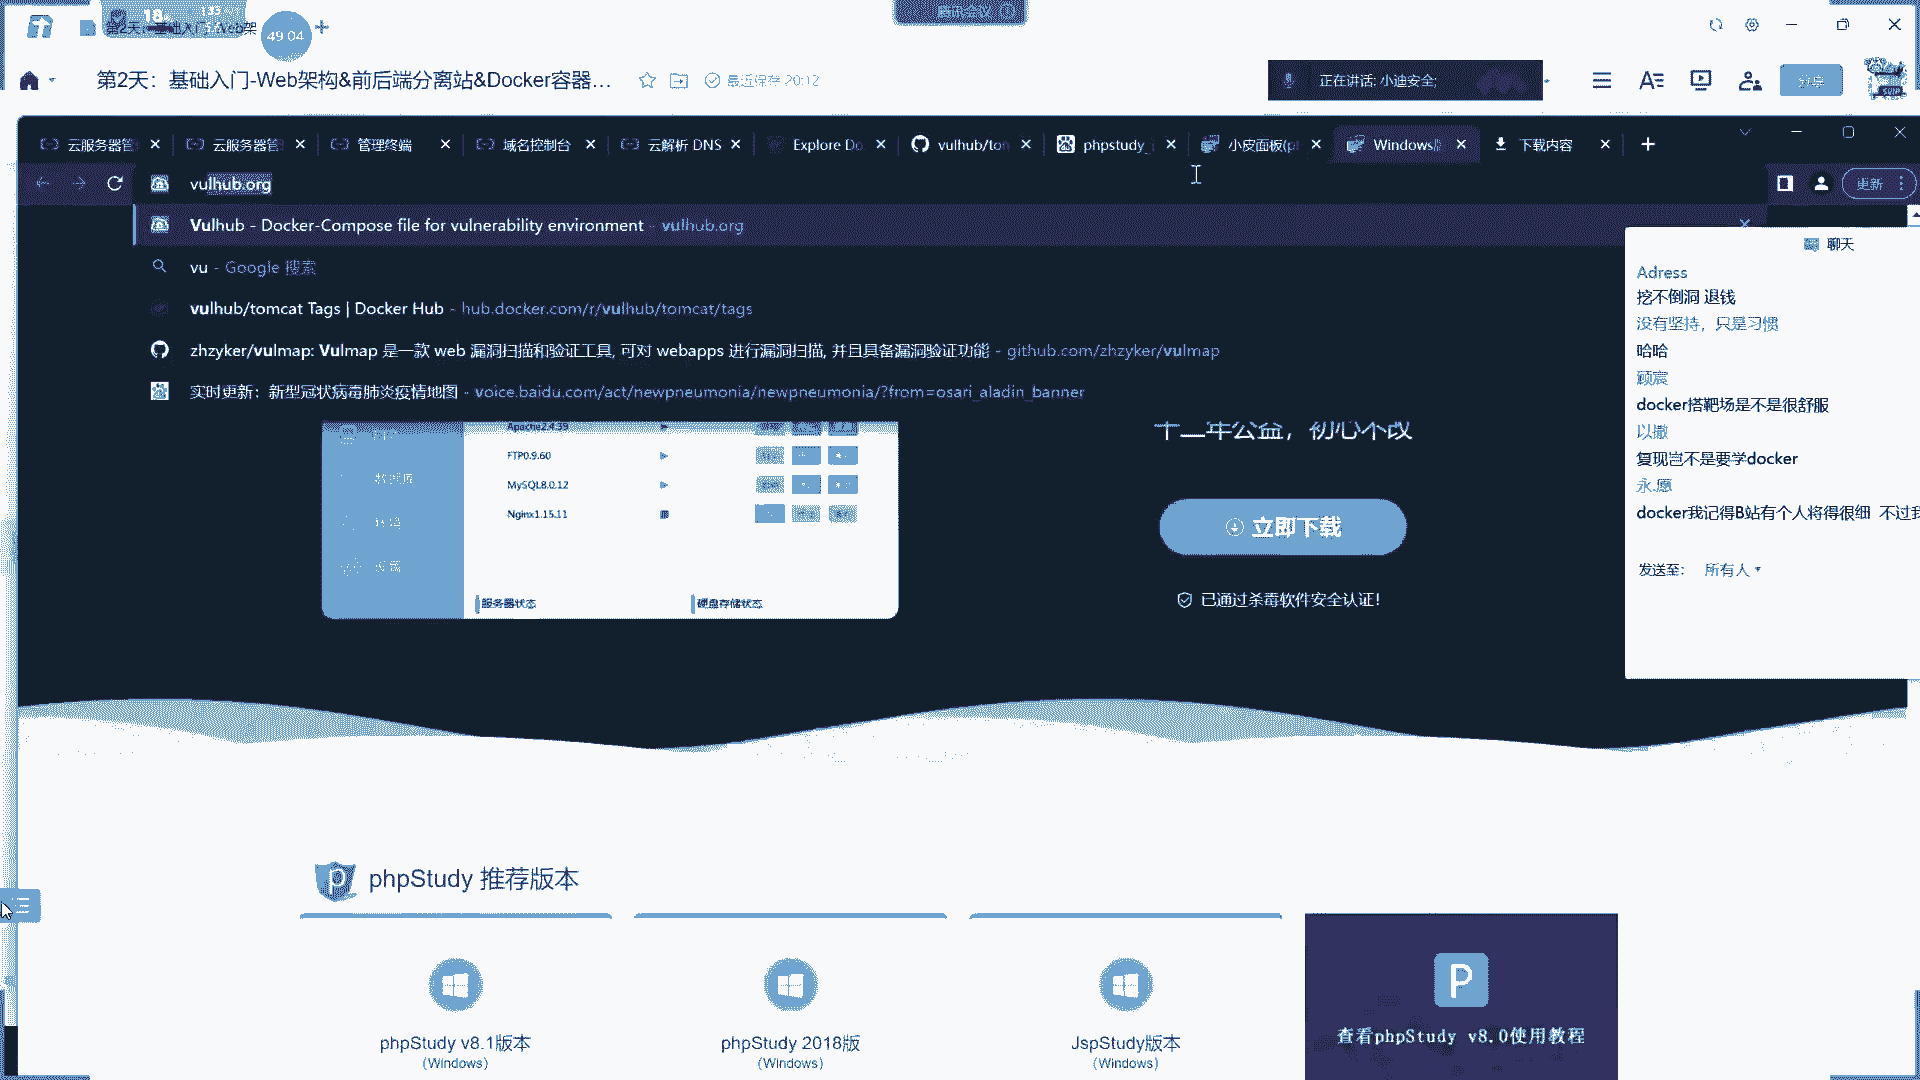 腾讯会议
49:04
第2天：基础入门-Web架构&前后端分离站&Docker容器...
最近保存 20:12
正在讲话: 小迪安全;
分享
云服务器管
云服务器管
管理终端
域名控制台
云解析 DNS
Explore Do
vulhub/ton
phpstudy_
小皮面板(p
Windows
下载内容
vulhub.org
更新
Vulhub - Docker-Compose file for vulnerability environment - vulhub.org
vu - Google 搜索
vulhub/tomcat Tags | Docker Hub - hub.docker.com/r/vulhub/tomcat/tags
zhzyker/vulmap: Vulmap 是一款 web 漏洞扫描和验证工具, 可对 webapps 进行漏洞扫描, 并且具备漏洞验证功能 - github.com/zhzyker/vulmap
实时更新：新型冠状病毒肺炎疫情地图 - voice.baidu.com/act/newpneumonia/newpneumonia/?from=osari_aladin_banner
聊天
Adress
挖不倒洞 退钱
没有坚持，只是习惯
哈哈
顾宸
docker搭靶场是不是很舒服
以撒
复现岂不是要学docker
永.愿
docker我记得B站有个人将得很细 不过我
发送至： 所有人
Apache2.4.39
FTP0.9.60
MySQL8.0.12
Nginx1.15.11
数据库
服务器状态
硬盘存储状态
十二年公益，初心不改
立即下载
已通过杀毒软件安全认证!
phpStudy 推荐版本
phpStudy v8.1版本
(Windows)
phpStudy 2018版
(Windows)
JspStudy版本
(Windows)
查看phpStudy v8.0使用教程